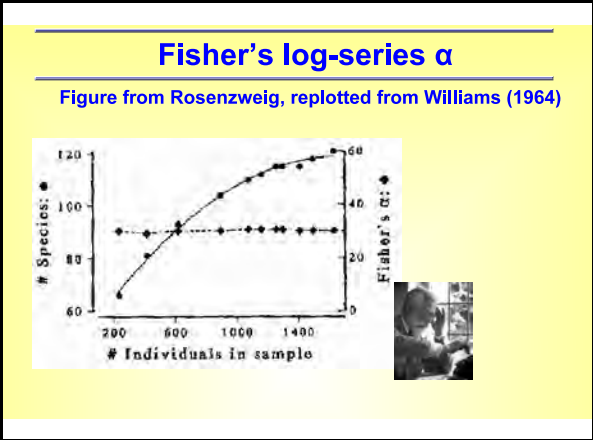 Fisher's log-series α
Figure from Rosenzweig, replotted from Williams (1964)
120
100
80
60
# Species: ●
60
40
20
0
Fisher's α: ◆
200
600
1000
1400
# Individuals in sample